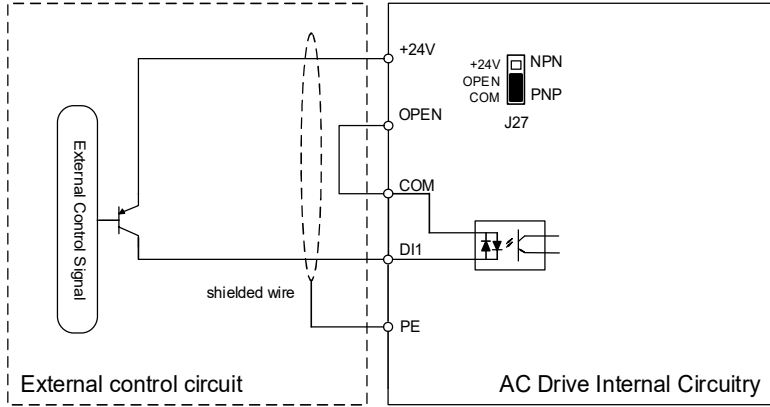 +24V
+24V
NPN
OPEN
COM
PNP
J27
OPEN
COM
External Control Signal
DI1
shielded wire
PE
External control circuit
AC Drive Internal Circuitry